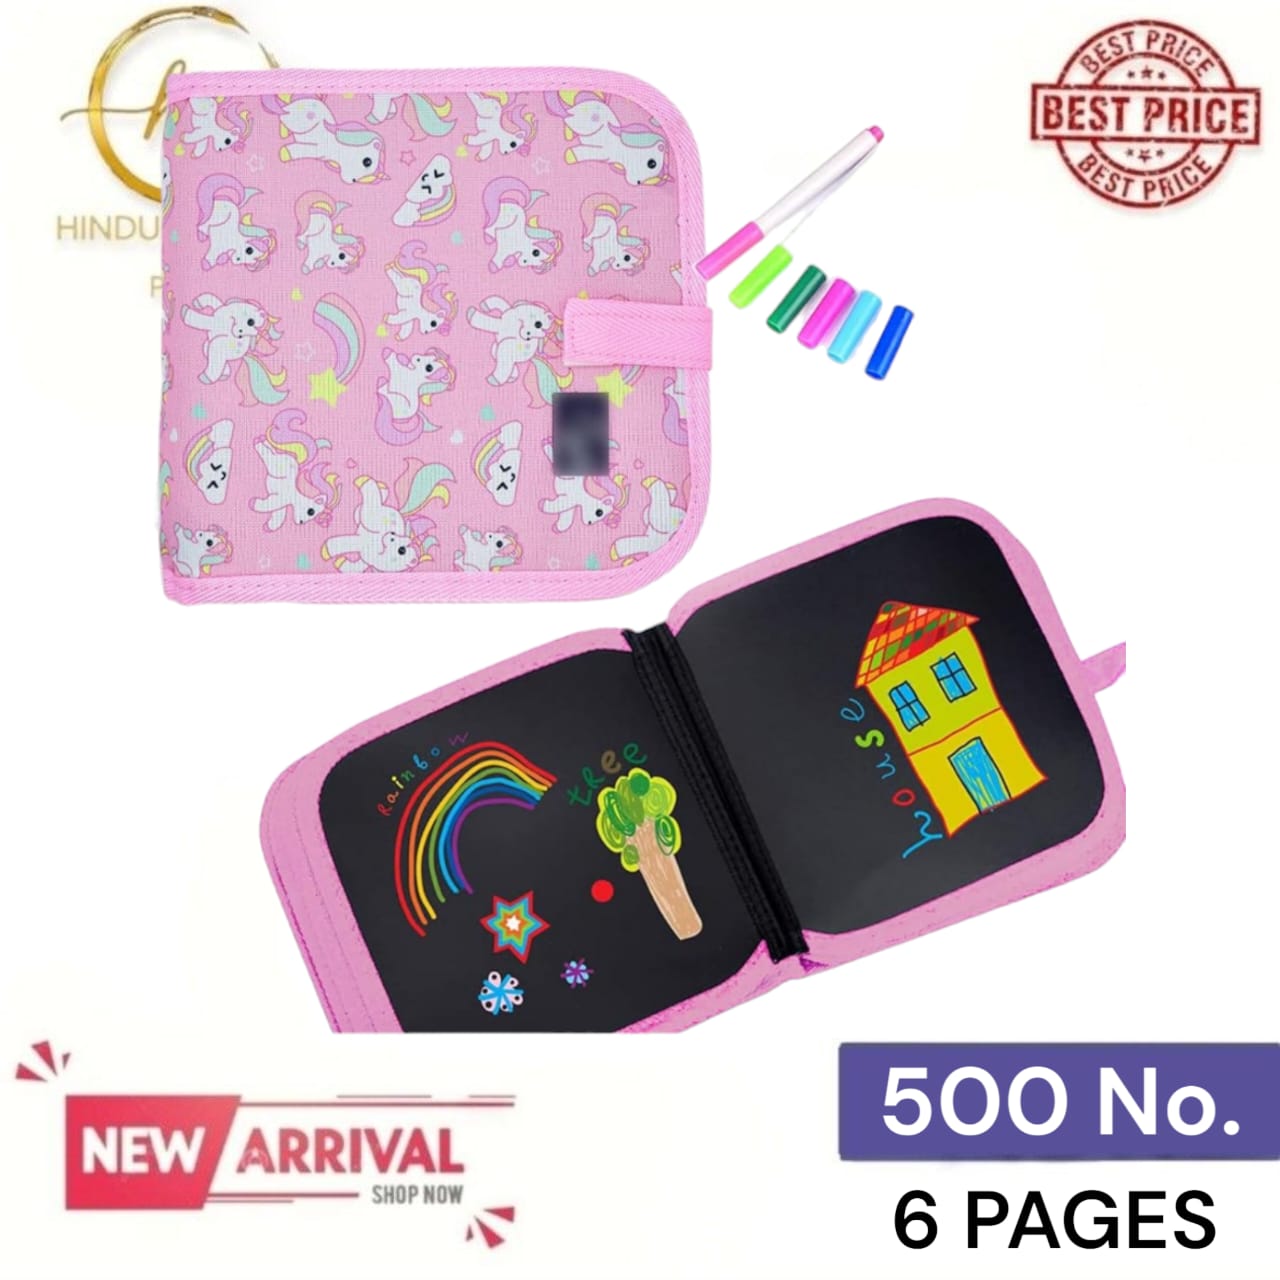 BEST PRICE
BEST PRICE
BEST PRICE
HINDU
P
Rainbow
tree
house
NEW ARRIVAL
SHOP NOW
500 No.
6 PAGES